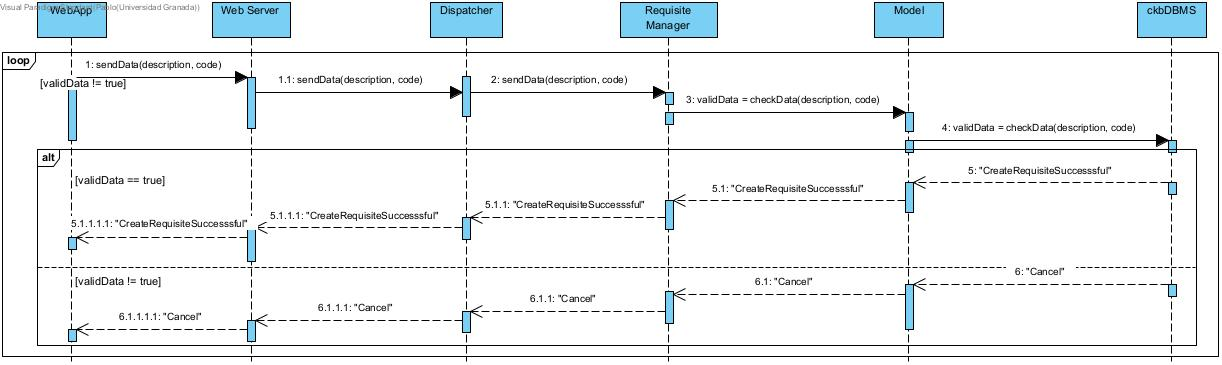 Visual Paradigm Standard(Pablo(Universidad Granada))
WebApp
Web Server
Dispatcher
Requisite
Manager
Model
ckbDBMS
loop
[validData != true]
1: sendData(description, code)
1.1: sendData(description, code)
2: sendData(description, code)
3: validData = checkData(description, code)
4: validData = checkData(description, code)
alt
[validData == true]
5: "CreateRequisiteSuccesssful"
5.1: "CreateRequisiteSuccesssful"
5.1.1: "CreateRequisiteSuccesssful"
5.1.1.1: "CreateRequisiteSuccesssful"
5.1.1.1.1: "CreateRequisiteSuccesssful"
[validData != true]
6: "Cancel"
6.1: "Cancel"
6.1.1: "Cancel"
6.1.1.1: "Cancel"
6.1.1.1.1: "Cancel"